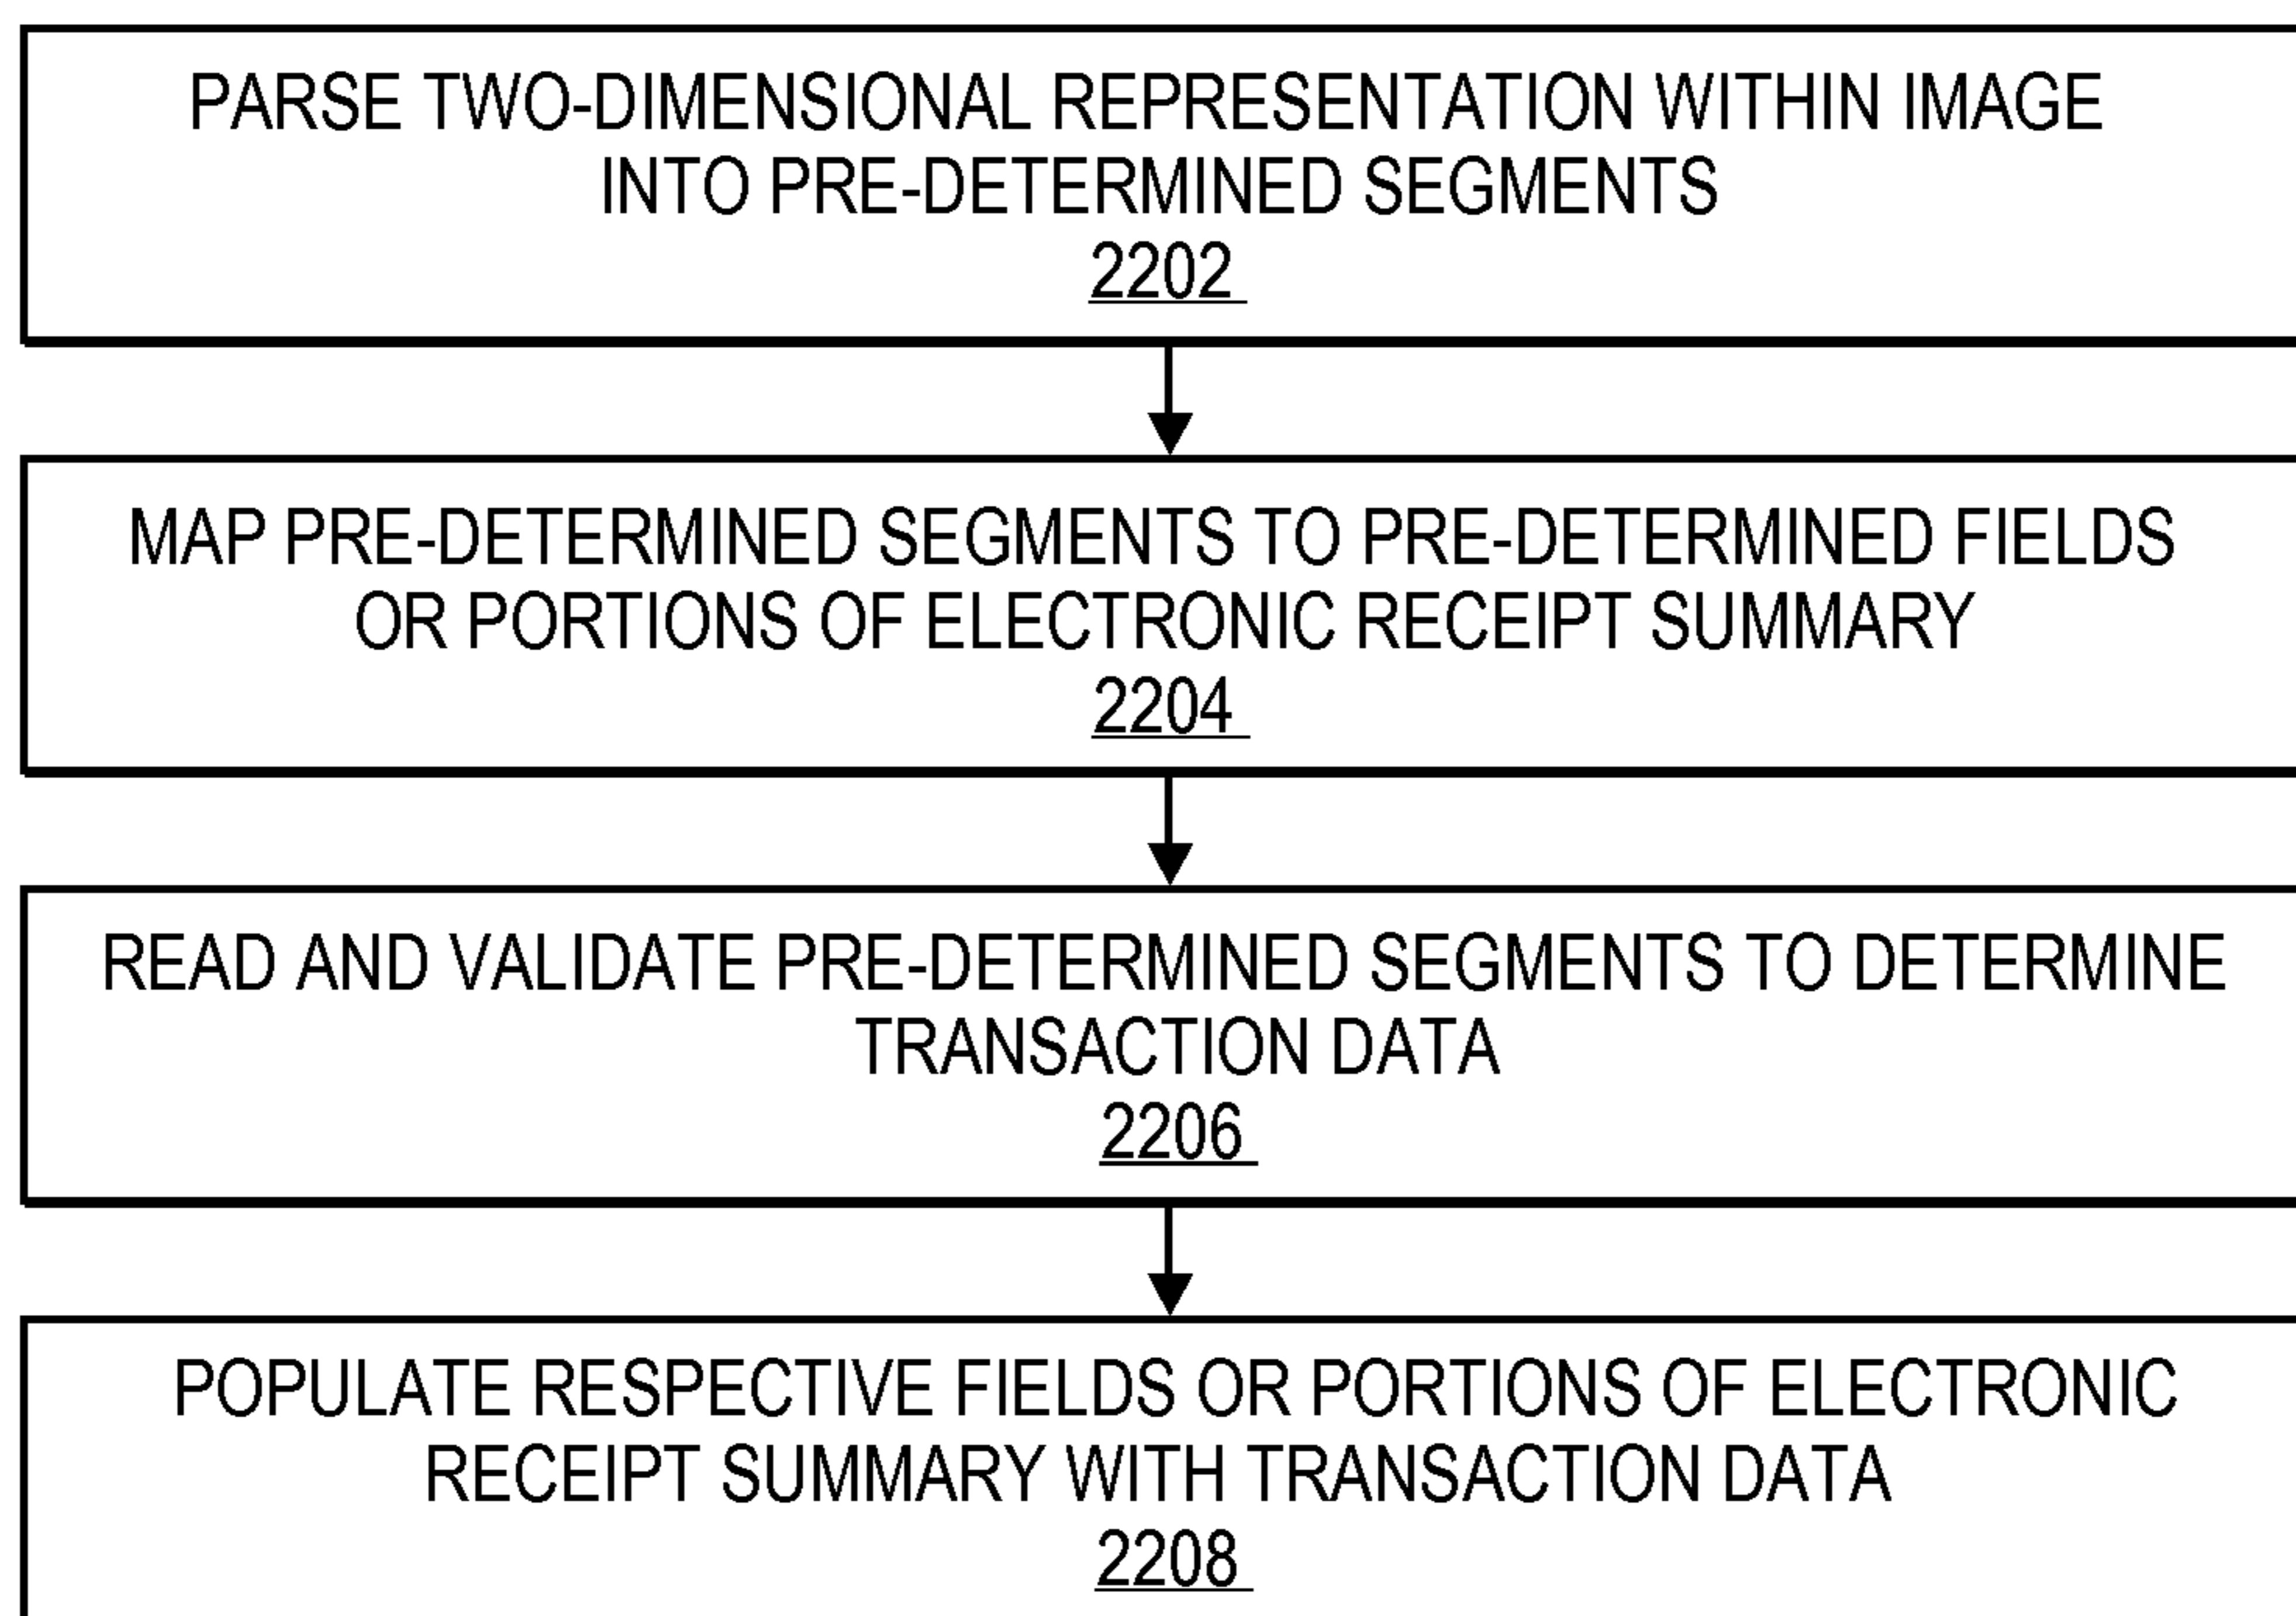 PARSE TWO-DIMENSIONAL REPRESENTATION WITHIN IMAGE
INTO PRE-DETERMINED SEGMENTS
2202
MAP PRE-DETERMINED SEGMENTS TO PRE-DETERMINED FIELDS
OR PORTIONS OF ELECTRONIC RECEIPT SUMMARY
2204
READ AND VALIDATE PRE-DETERMINED SEGMENTS TO DETERMINE
TRANSACTION DATA
2206
POPULATE RESPECTIVE FIELDS OR PORTIONS OF ELECTRONIC
RECEIPT SUMMARY WITH TRANSACTION DATA
2208